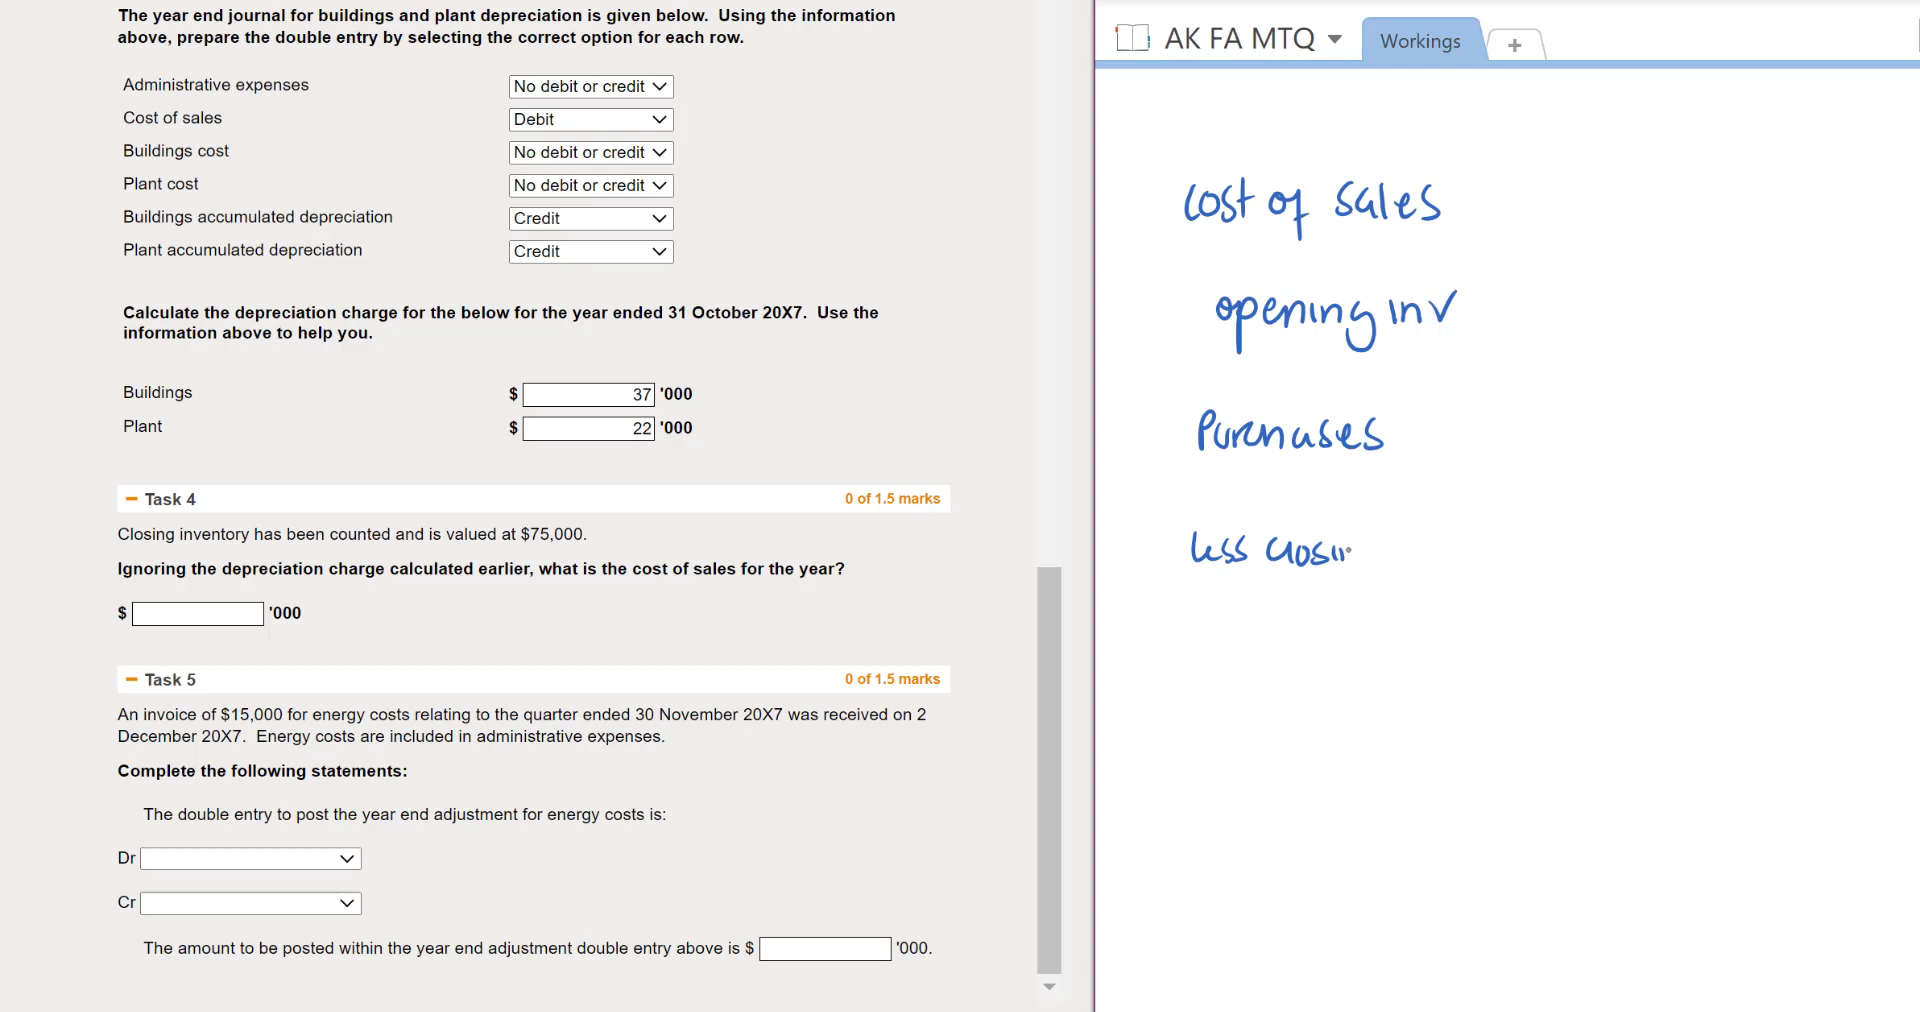 The year end journal for buildings and plant depreciation is given below. Using the information
above, prepare the double entry by selecting the correct option for each row.
Administrative expenses No debit or credit
Cost of sales Debit
Buildings cost No debit or credit
Plant cost No debit or credit
Buildings accumulated depreciation Credit
Plant accumulated depreciation Credit
Calculate the depreciation charge for the below for the year ended 31 October 20X7. Use the
information above to help you.
Buildings $ 37 '000
Plant $ 22 '000
Task 4 0 of 1.5 marks
Closing inventory has been counted and is valued at $75,000.
Ignoring the depreciation charge calculated earlier, what is the cost of sales for the year?
$ '000
Task 5 0 of 1.5 marks
An invoice of $15,000 for energy costs relating to the quarter ended 30 November 20X7 was received on 2
December 20X7. Energy costs are included in administrative expenses.
Complete the following statements:
The double entry to post the year end adjustment for energy costs is:
Dr
Cr
The amount to be posted within the year end adjustment double entry above is $ '000.
AK FA MTQ Workings +
cost of sales
opening inv
Purchases
less closin